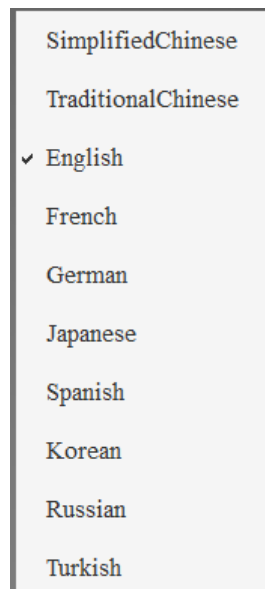 SimplifiedChinese
TraditionalChinese
English
French
German
Japanese
Spanish
Korean
Russian
Turkish